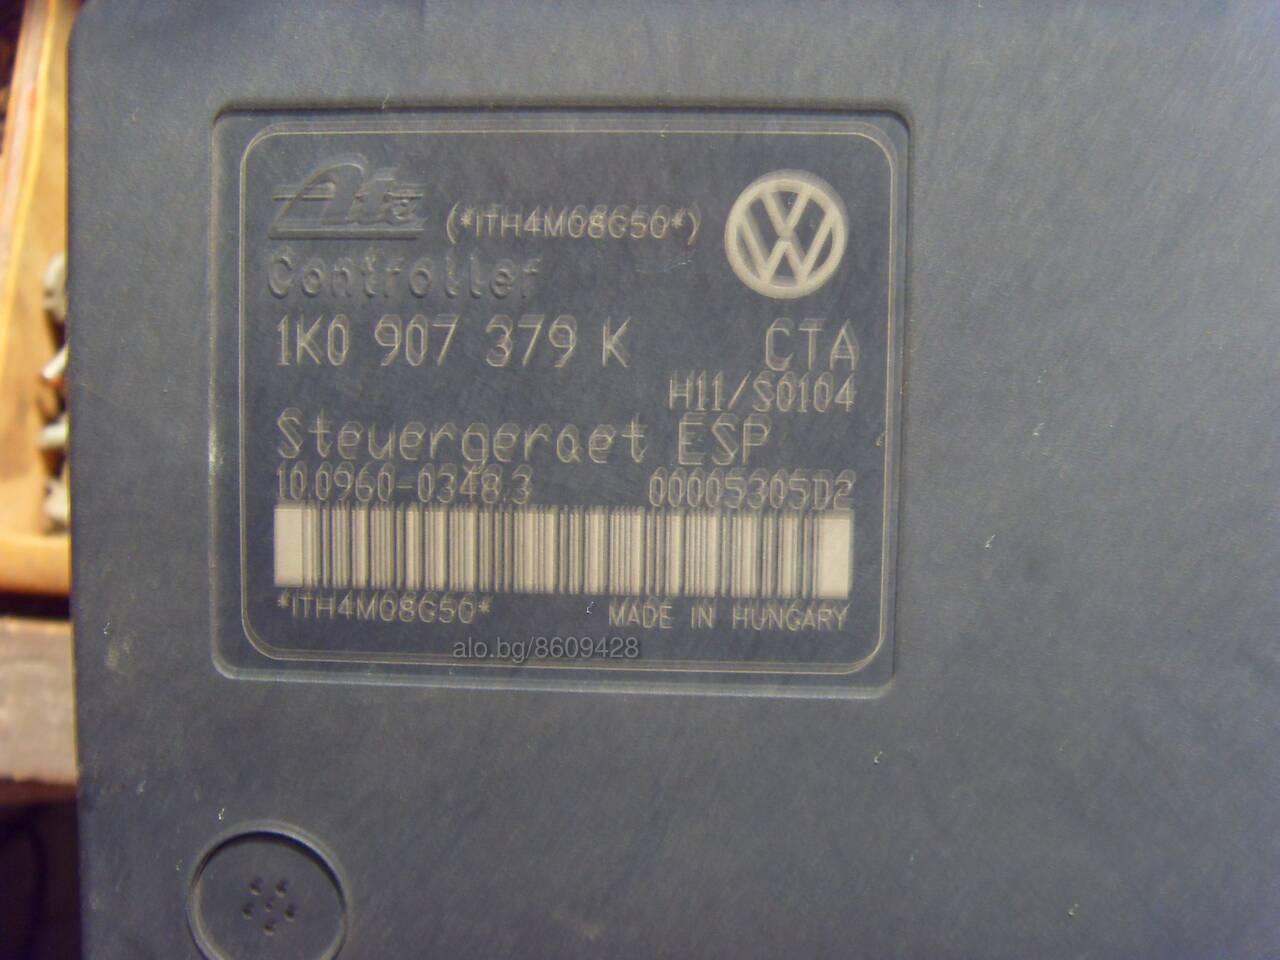 Ate (*ITH4M08G50*)
Controller
1K0 907 379 K CTA
H11/S0104
Steuergeraet ESP
10.0960-0348.3 00005305D2
*ITH4M08G50* MADE IN HUNGARY
alo.bg/8609428